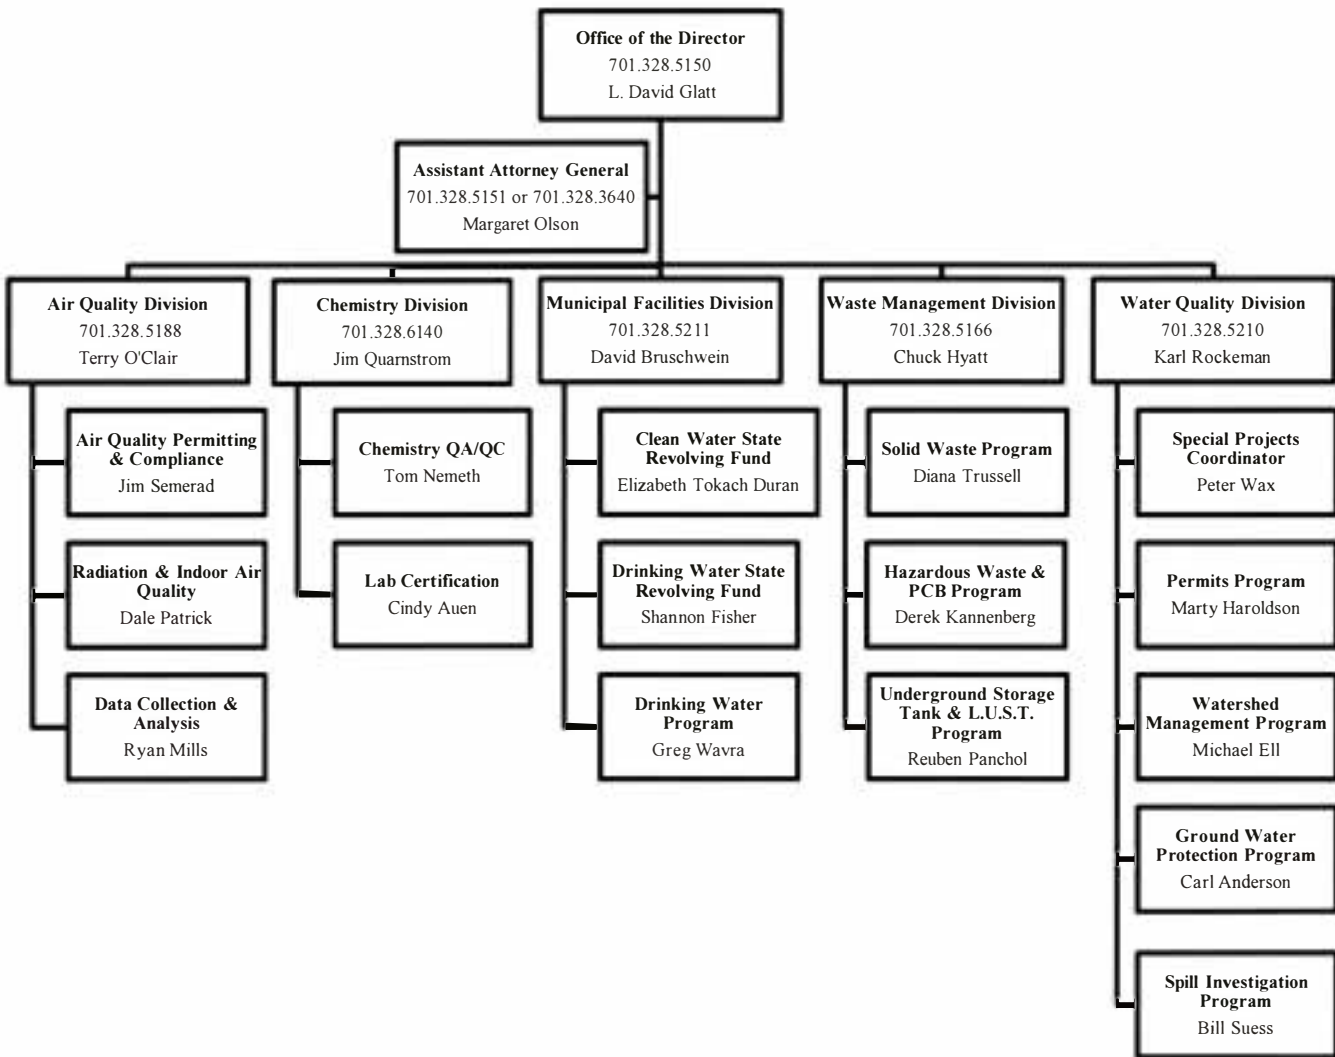 Office of the Director
701.328.5150
L. David Glatt
Assistant Attorney General
701.328.5151 or 701.328.3640
Margaret Olson
Air Quality Division
701.328.5188
Terry O'Clair
Air Quality Permitting
& Compliance
Jim Semerad
Radiation & Indoor Air
Quality
Dale Patrick
Data Collection &
Analysis
Ryan Mills
Chemistry Division
701.328.6140
Jim Quarnstrom
Chemistry QA/QC
Tom Nemeth
Lab Certification
Cindy Auen
Municipal Facilities Division
701.328.5211
David Bruschwein
Clean Water State
Revolving Fund
Elizabeth Tokach Duran
Drinking Water State
Revolving Fund
Shannon Fisher
Drinking Water
Program
Greg Wavra
Waste Management Division
701.328.5166
Chuck Hyatt
Solid Waste Program
Diana Trussell
Hazardous Waste &
PCB Program
Derek Kannenberg
Underground Storage
Tank & L.U.S.T.
Program
Reuben Panchol
Water Quality Division
701.328.5210
Karl Rockeman
Special Projects
Coordinator
Peter Wax
Permits Program
Marty Haroldson
Watershed
Management Program
Michael Ell
Ground Water
Protection Program
Carl Anderson
Spill Investigation
Program
Bill Suess